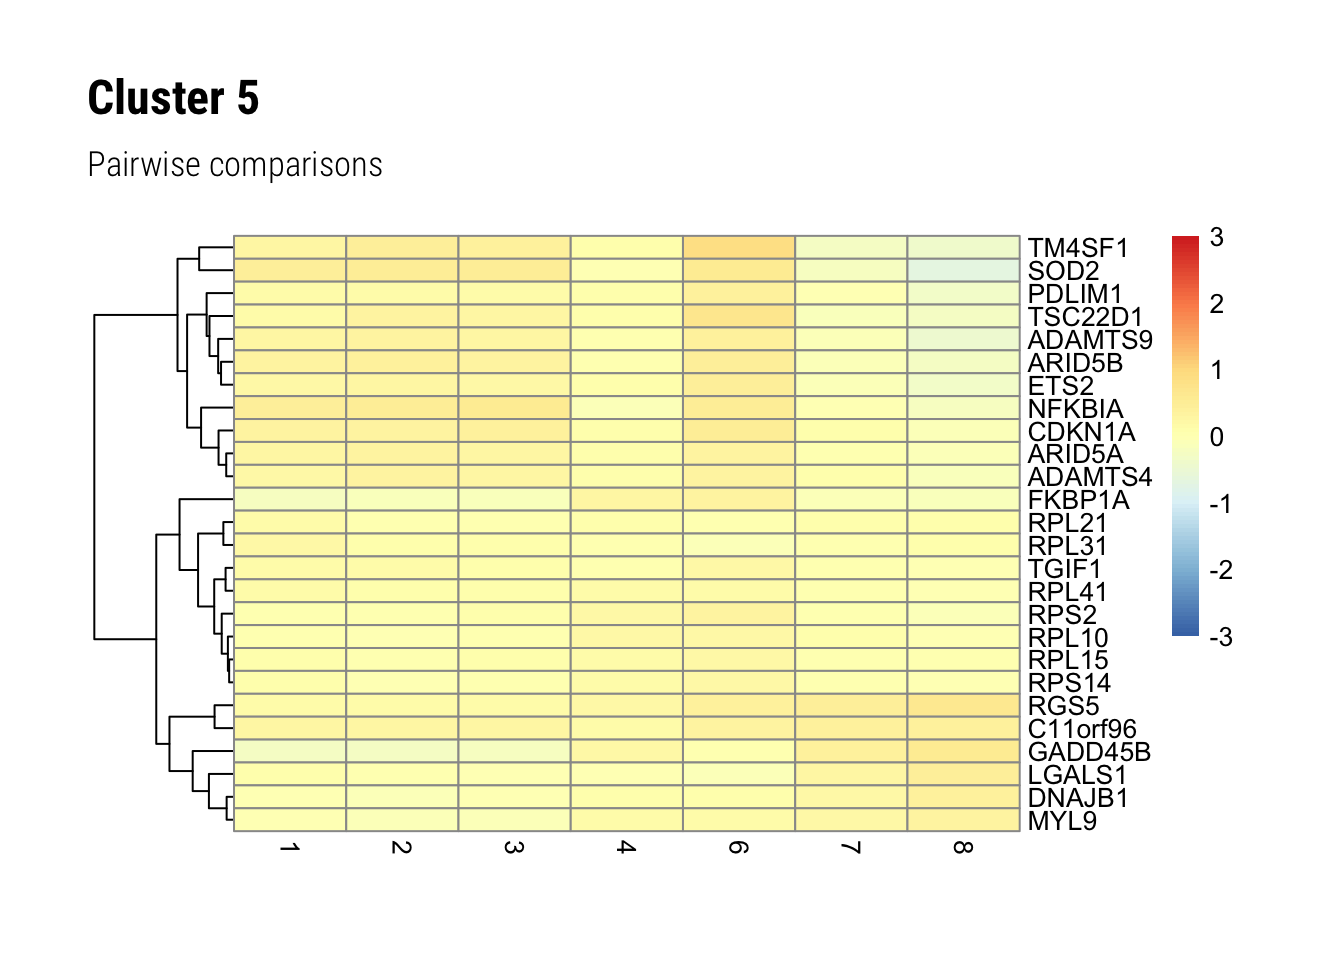 Cluster 5
Pairwise comparisons
TM4SF1
SOD2
PDLIM1
TSC22D1
ADAMTS9
ARID5B
ETS2
NFKBIA
CDKN1A
ARID5A
ADAMTS4
FKBP1A
RPL21
RPL31
TGIF1
RPL41
RPS2
RPL10
RPL15
RPS14
RGS5
C11orf96
GADD45B
LGALS1
DNAJB1
MYL9
3
2
1
0
-1
-2
-3
1 2 3 4 6 7 8